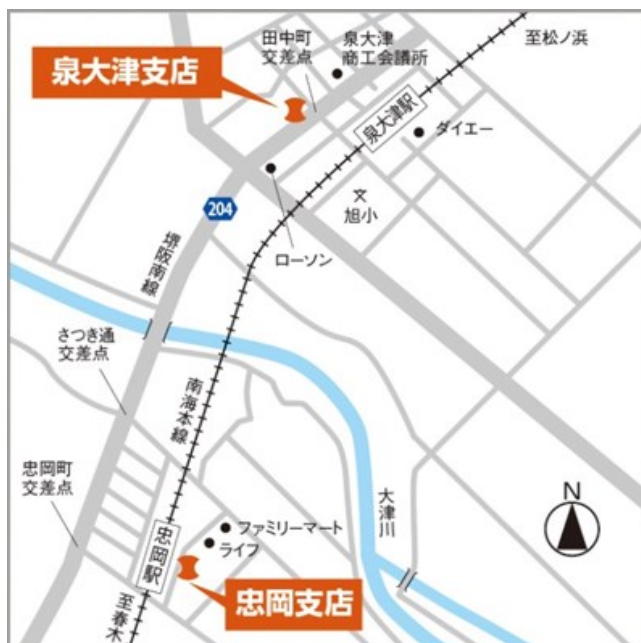 田中町
交差点
泉大津
商工会議所
至松ノ浜
泉大津支店
泉大津駅
ダイエー
204
文
旭小
ローソン
堺阪南線
さつき通
交差点
南海本線
忠岡町
交差点
大津川
N
ファミリーマート
ライフ
忠岡駅
忠岡支店
至春木